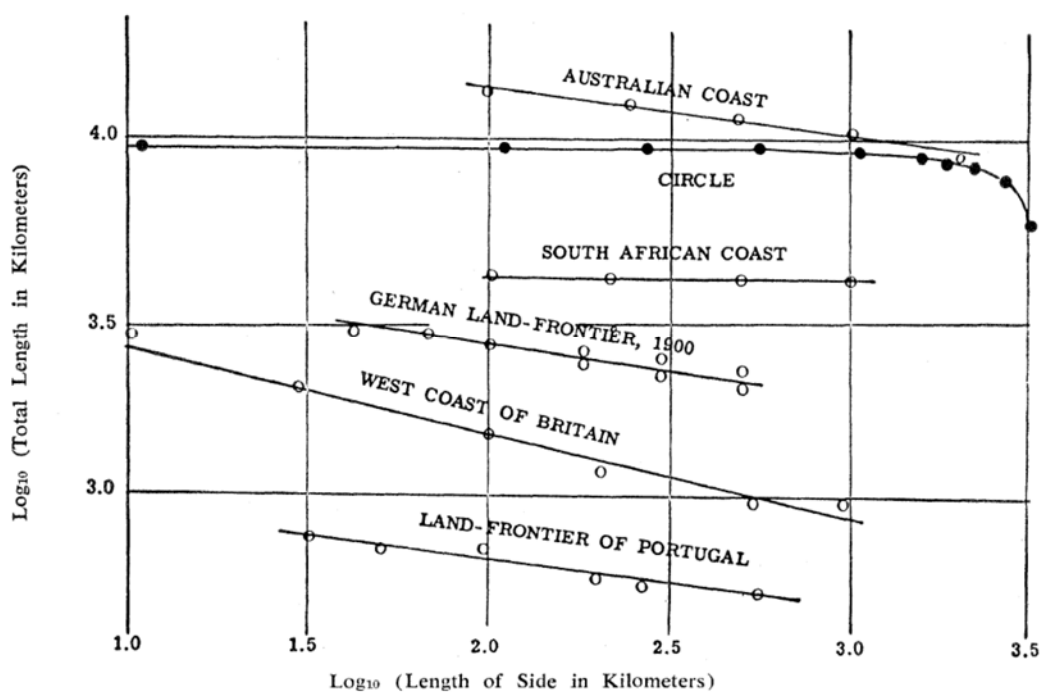 Log₁₀ (Total Length in Kilometers)
4.0
3.5
3.0
AUSTRALIAN COAST
CIRCLE
SOUTH AFRICAN COAST
GERMAN LAND-FRONTIER, 1900
WEST COAST OF BRITAIN
LAND-FRONTIER OF PORTUGAL
1.0 1.5 2.0 2.5 3.0 3.5
Log₁₀ (Length of Side in Kilometers)